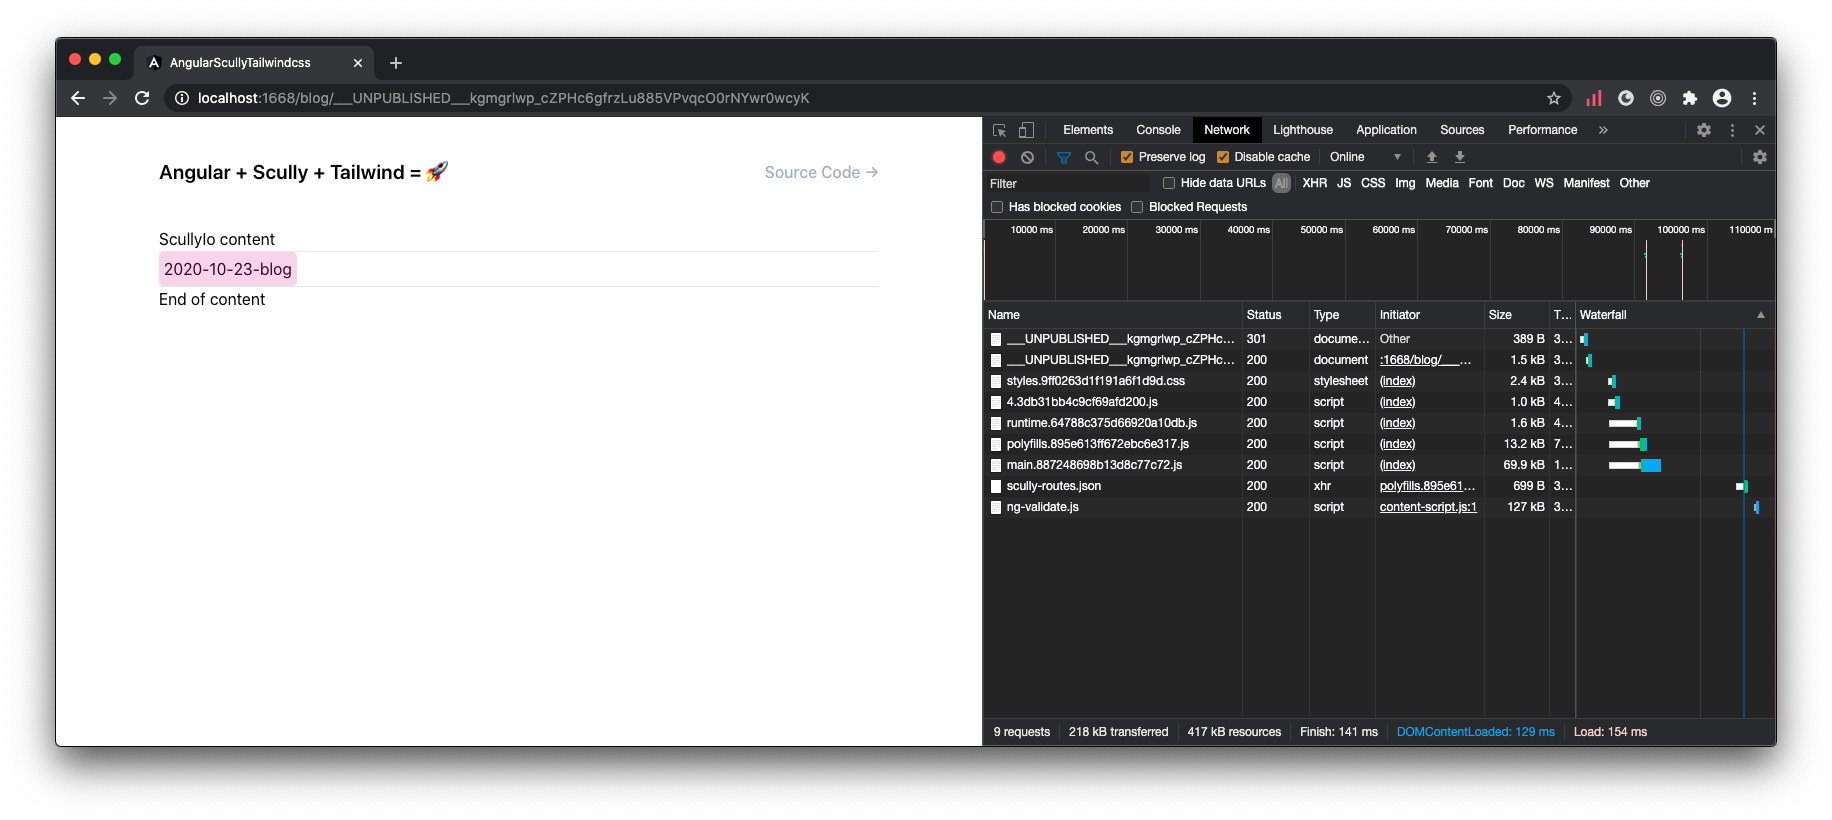 AngularScullyTailwindcss
localhost:1668/blog/___UNPUBLISHED___kgmgrlwp_cZPHc6gfrzLu885VPvqcO0rNYwr0wcyK
Angular + Scully + Tailwind = 🚀
Source Code →
ScullyIo content
2020-10-23-blog
End of content
Elements Console Network Lighthouse Application Sources Performance »
Preserve log Disable cache Online
Filter Hide data URLs All XHR JS CSS Img Media Font Doc WS Manifest Other
Has blocked cookies Blocked Requests
10000 ms 20000 ms 30000 ms 40000 ms 50000 ms 60000 ms 70000 ms 80000 ms 90000 ms 100000 ms 110000 m
Name Status Type Initiator Size T... Waterfall
___UNPUBLISHED___kgmgrlwp_cZPHc... 301 docume... Other 389 B 3...
___UNPUBLISHED___kgmgrlwp_cZPHc... 200 document :1668/blog/___... 1.5 kB 3...
styles.9ff0263d1f191a6f1d9d.css 200 stylesheet (index) 2.4 kB 3...
4.3db31bb4c9cf69afd200.js 200 script (index) 1.0 kB 4...
runtime.64788c375d66920a10db.js 200 script (index) 1.6 kB 4...
polyfills.895e613ff672ebc6e317.js 200 script (index) 13.2 kB 7...
main.887248698b13d8c77c72.js 200 script (index) 69.9 kB 1...
scully-routes.json 200 xhr polyfills.895e61... 699 B 3...
ng-validate.js 200 script content-script.js:1 127 kB 3...
9 requests 218 kB transferred 417 kB resources Finish: 141 ms DOMContentLoaded: 129 ms Load: 154 ms